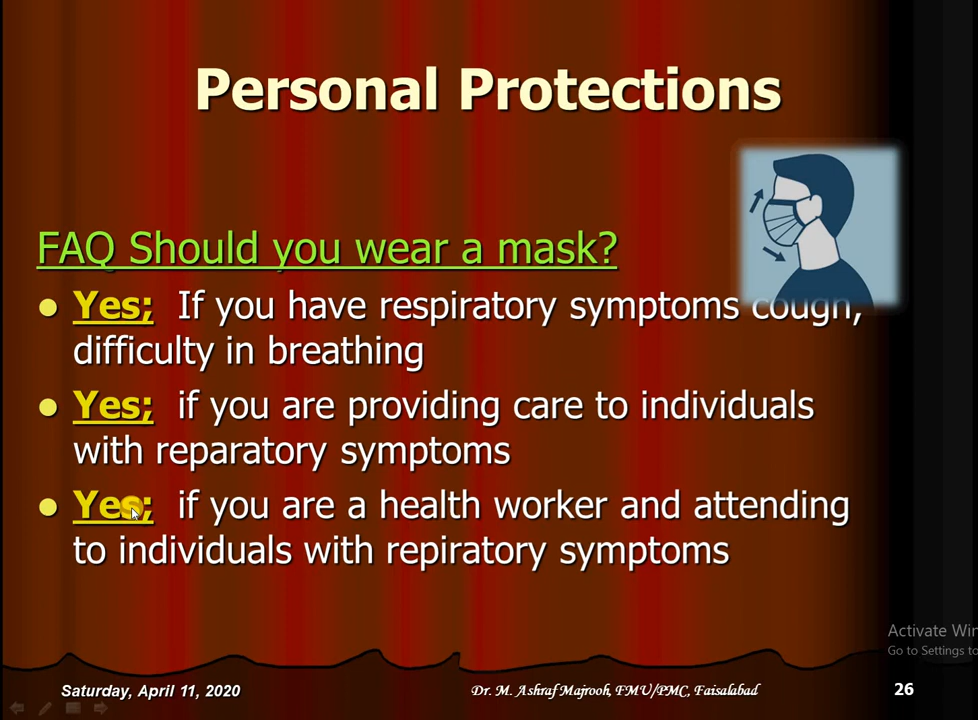 Personal Protections
FAQ Should you wear a mask?
Yes; If you have respiratory symptoms cough,
difficulty in breathing
Yes; if you are providing care to individuals
with reparatory symptoms
Yes; if you are a health worker and attending
to individuals with repiratory symptoms
Activate Win
Go to Settings to
Saturday, April 11, 2020
Dr. M. Ashraf Majrooh, FMU/PMC, Faisalabad
26